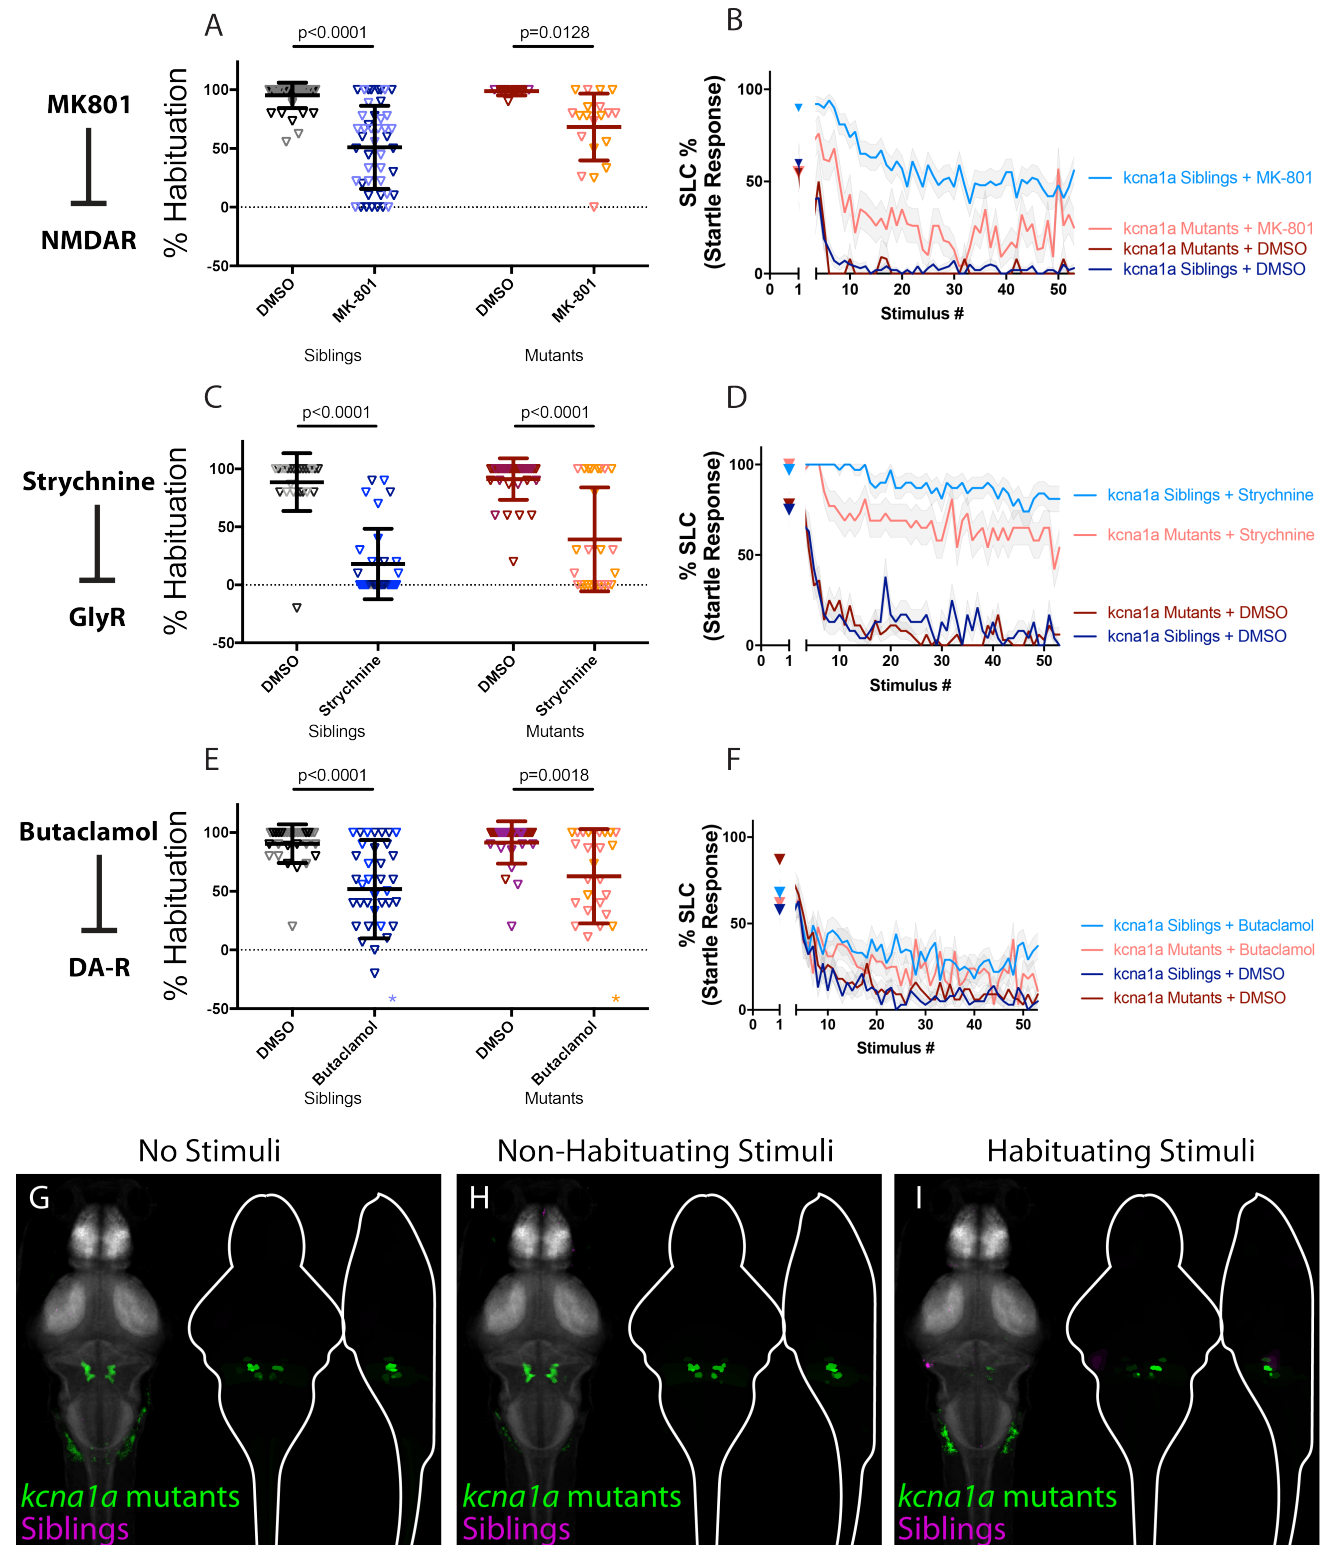 A
p<0.0001
p=0.0128
MK801
NMDAR
% Habituation
100
50
0
-50
DMSO
MK-801
DMSO
MK-801
Siblings
Mutants
B
SLC %
(Startle Response)
100
50
0
0
1
10
20
30
40
50
Stimulus #
kcna1a Siblings + MK-801
kcna1a Mutants + MK-801
kcna1a Mutants + DMSO
kcna1a Siblings + DMSO
C
p<0.0001
p<0.0001
Strychnine
GlyR
% Habituation
100
50
0
-50
DMSO
Strychnine
DMSO
Strychnine
Siblings
Mutants
D
% SLC
(Startle Response)
100
50
0
0
1
10
20
30
40
50
Stimulus #
kcna1a Siblings + Strychnine
kcna1a Mutants + Strychnine
kcna1a Mutants + DMSO
kcna1a Siblings + DMSO
E
p<0.0001
p=0.0018
Butaclamol
DA-R
% Habituation
100
50
0
-50
*
*
DMSO
Butaclamol
DMSO
Butaclamol
Siblings
Mutants
F
% SLC
(Startle Response)
100
50
0
0
1
10
20
30
40
50
Stimulus #
kcna1a Siblings + Butaclamol
kcna1a Mutants + Butaclamol
kcna1a Siblings + DMSO
kcna1a Mutants + DMSO
No Stimuli
Non-Habituating Stimuli
Habituating Stimuli
G
kcna1a mutants
Siblings
H
kcna1a mutants
Siblings
I
kcna1a mutants
Siblings